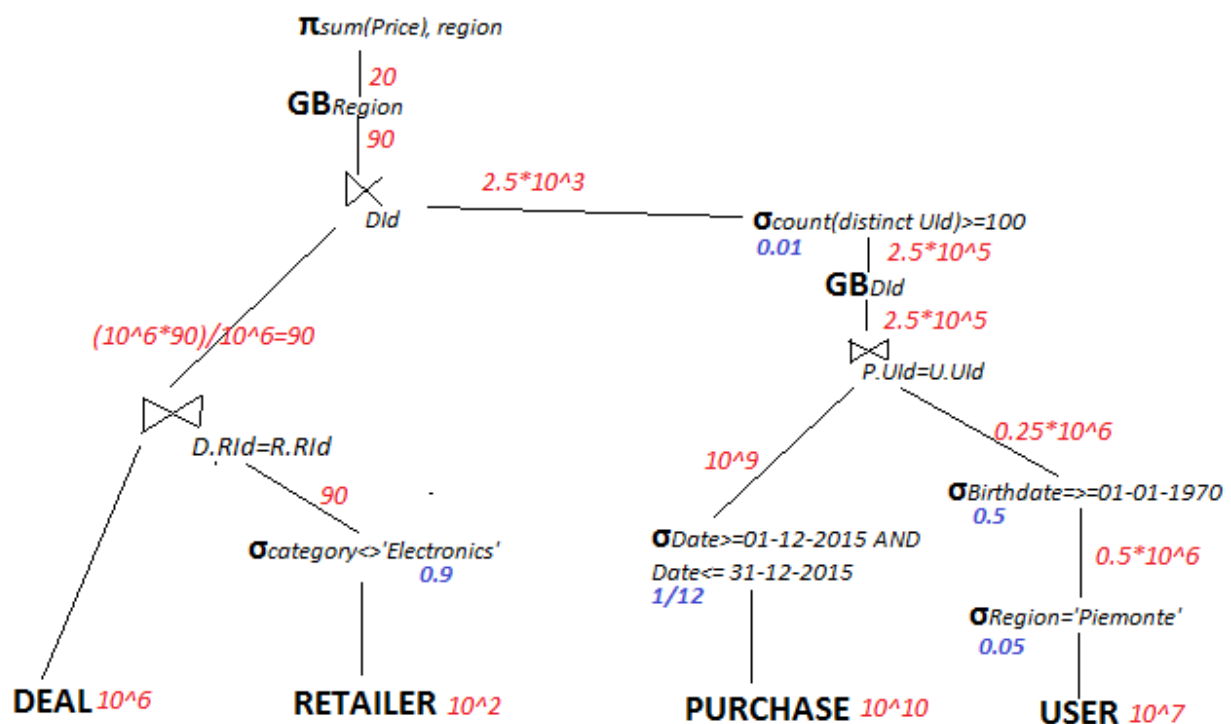 πsum(Price), region
20
GBRegion
90
2.5*10^3
DId
σcount(distinct UId)>=100
0.01
2.5*10^5
GBDId
(10^6*90)/10^6=90
2.5*10^5
P.UId=U.UId
D.RId=R.RId
10^9
0.25*10^6
90
σBirthdate=>=01-01-1970
0.5
σcategory<>'Electronics'
0.9
σDate>=01-12-2015 AND
Date<= 31-12-2015
1/12
0.5*10^6
σRegion='Piemonte'
0.05
DEAL 10^6
RETAILER 10^2
PURCHASE 10^10
USER 10^7